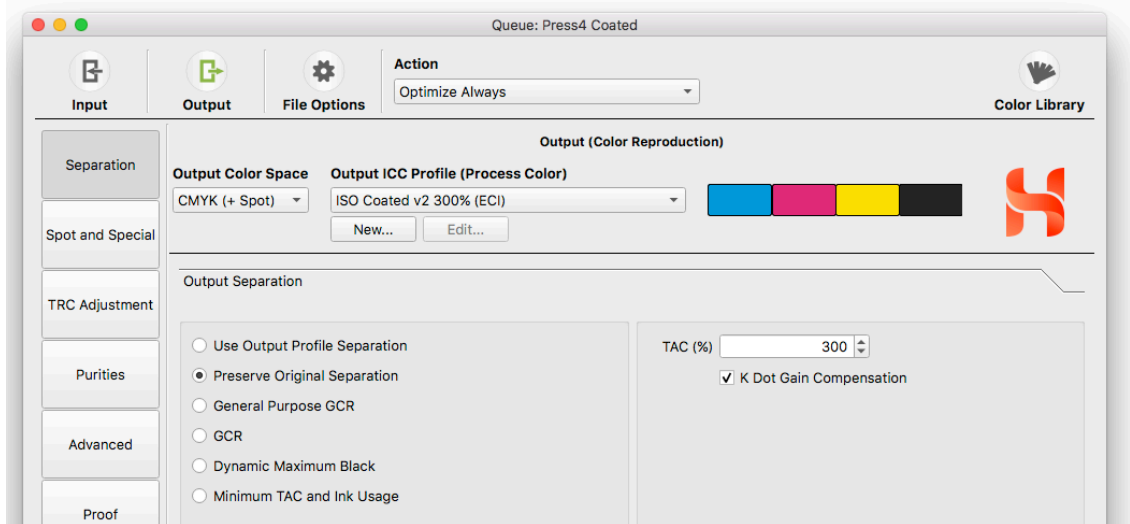 Queue: Press4 Coated
Action
Optimize Always
Input
Output
File Options
Color Library
Output (Color Reproduction)
Separation
Output Color Space
Output ICC Profile (Process Color)
CMYK (+ Spot)
ISO Coated v2 300% (ECI)
New...
Edit...
Spot and Special
Output Separation
TRC Adjustment
Use Output Profile Separation
TAC (%)
300
Purities
Preserve Original Separation
K Dot Gain Compensation
General Purpose GCR
Advanced
GCR
Dynamic Maximum Black
Minimum TAC and Ink Usage
Proof